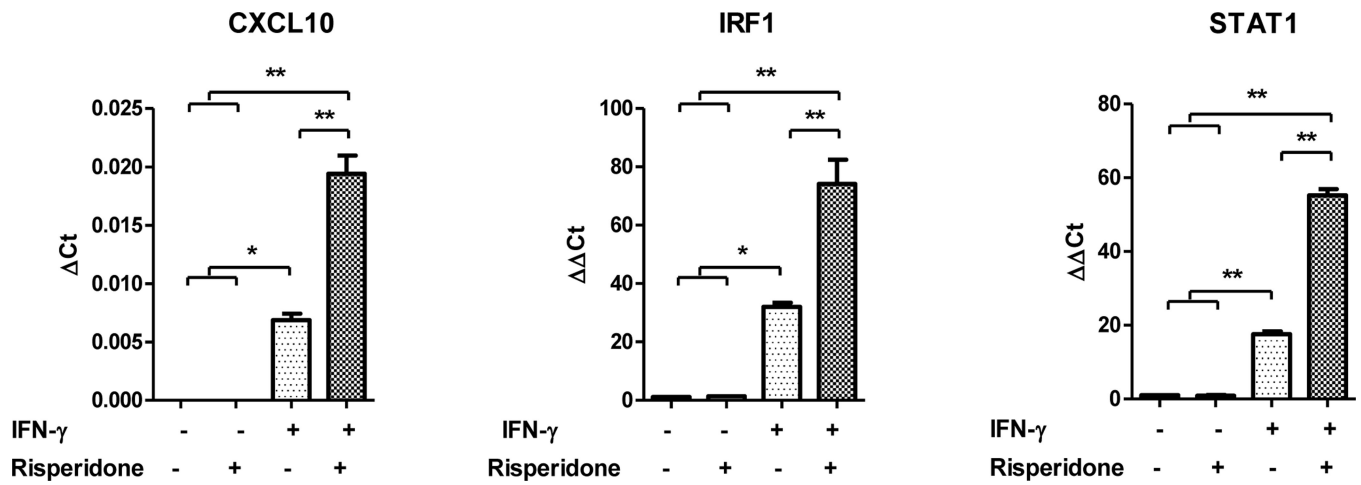 CXCL10
**
**
0.025
0.020
0.015
ΔCt
0.010
*
0.005
0.000
IFN-γ - - + +
Risperidone - + - +
IRF1
**
**
100
80
60
ΔΔCt
40
*
20
0
IFN-γ - - + +
Risperidone - + - +
STAT1
**
**
80
60
ΔΔCt
40
**
20
0
IFN-γ - - + +
Risperidone - + - +